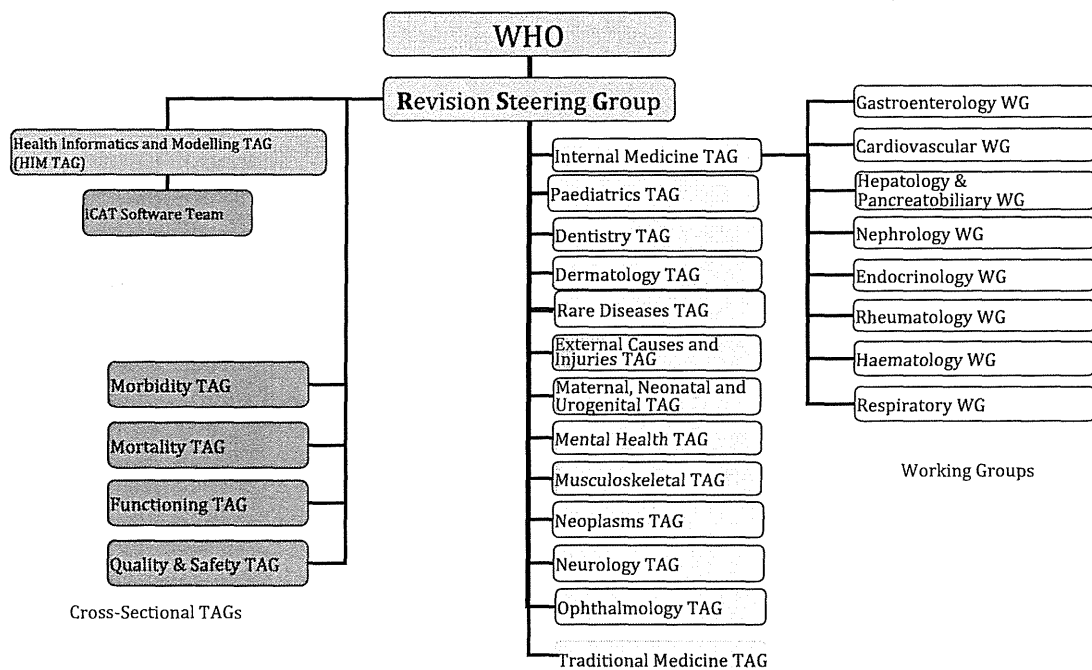 WHO
Revision Steering Group
Health Informatics and Modelling TAG
(HIM TAG)
iCAT Software Team
Morbidity TAG
Mortality TAG
Functioning TAG
Quality & Safety TAG
Cross-Sectional TAGs
Internal Medicine TAG
Paediatrics TAG
Dentistry TAG
Dermatology TAG
Rare Diseases TAG
External Causes and
Injuries TAG
Maternal, Neonatal and
Urogenital TAG
Mental Health TAG
Musculoskeletal TAG
Neoplasms TAG
Neurology TAG
Ophthalmology TAG
Traditional Medicine TAG
Gastroenterology WG
Cardiovascular WG
Hepatology &
Pancreatobiliary WG
Nephrology WG
Endocrinology WG
Rheumatology WG
Haematology WG
Respiratory WG
Working Groups